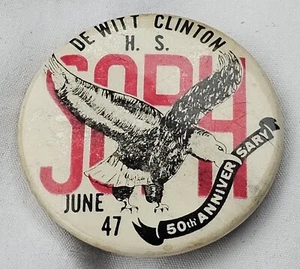 DE WITT CLINTON
H. S.
SOPH
JUNE
47
50th ANNIVERSARY